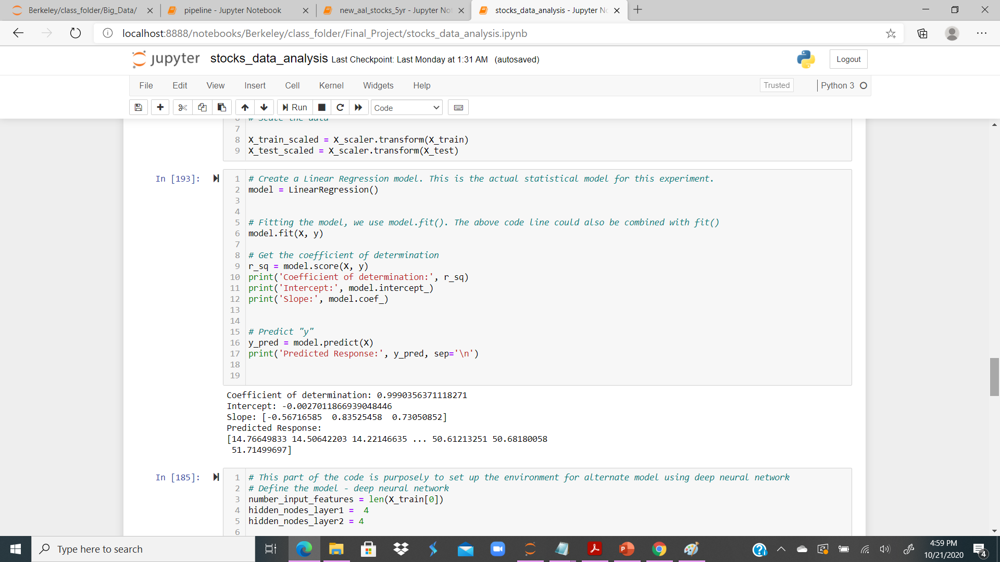 Berkeley/class_folder/Big_Data/
pipeline - Jupyter Notebook
new_aal_stocks_5yr - Jupyter Not
stocks_data_analysis - Jupyter No
localhost:8888/notebooks/Berkeley/class_folder/Final_Project/stocks_data_analysis.ipynb
jupyter stocks_data_analysis Last Checkpoint: Last Monday at 1:31 AM (autosaved)
Logout
File Edit View Insert Cell Kernel Widgets Help
Trusted
Python 3
Run
Code
6 # Scale the data
7
8 X_train_scaled = X_scaler.transform(X_train)
9 X_test_scaled = X_scaler.transform(X_test)
In [193]:
1 # Create a Linear Regression model. This is the actual statistical model for this experiment.
2 model = LinearRegression()
3
4
5 # Fitting the model, we use model.fit(). The above code line could also be combined with fit()
6 model.fit(X, y)
7
8 # Get the coefficient of determination
9 r_sq = model.score(X, y)
10 print('Coefficient of determination:', r_sq)
11 print('Intercept:', model.intercept_)
12 print('Slope:', model.coef_)
13
14
15 # Predict "y"
16 y_pred = model.predict(X)
17 print('Predicted Response:', y_pred, sep='\n')
18
19
Coefficient of determination: 0.9990356371118271
Intercept: -0.0027011866939048446
Slope: [-0.56716585  0.83525458  0.73050852]
Predicted Response:
[14.76649833 14.50642203 14.22146635 ... 50.61213251 50.68180058
 51.71499697]
In [185]:
1 # This part of the code is purposely to set up the environment for alternate model using deep neural network
2 # Define the model - deep neural network
3 number_input_features = len(X_train[0])
4 hidden_nodes_layer1 =  4
5 hidden_nodes_layer2 = 4
6
Type here to search
4:59 PM
10/21/2020
4